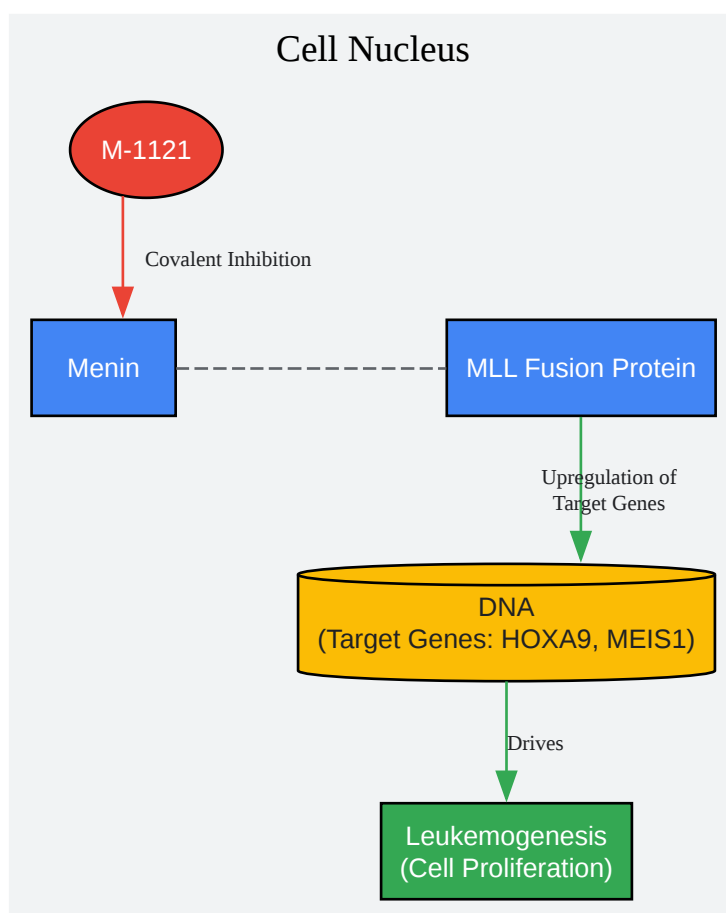 Cell Nucleus
M-1121
Covalent Inhibition
Menin
MLL Fusion Protein
Upregulation of
Target Genes
DNA
(Target Genes: HOXA9, MEIS1)
Drives
Leukemogenesis
(Cell Proliferation)